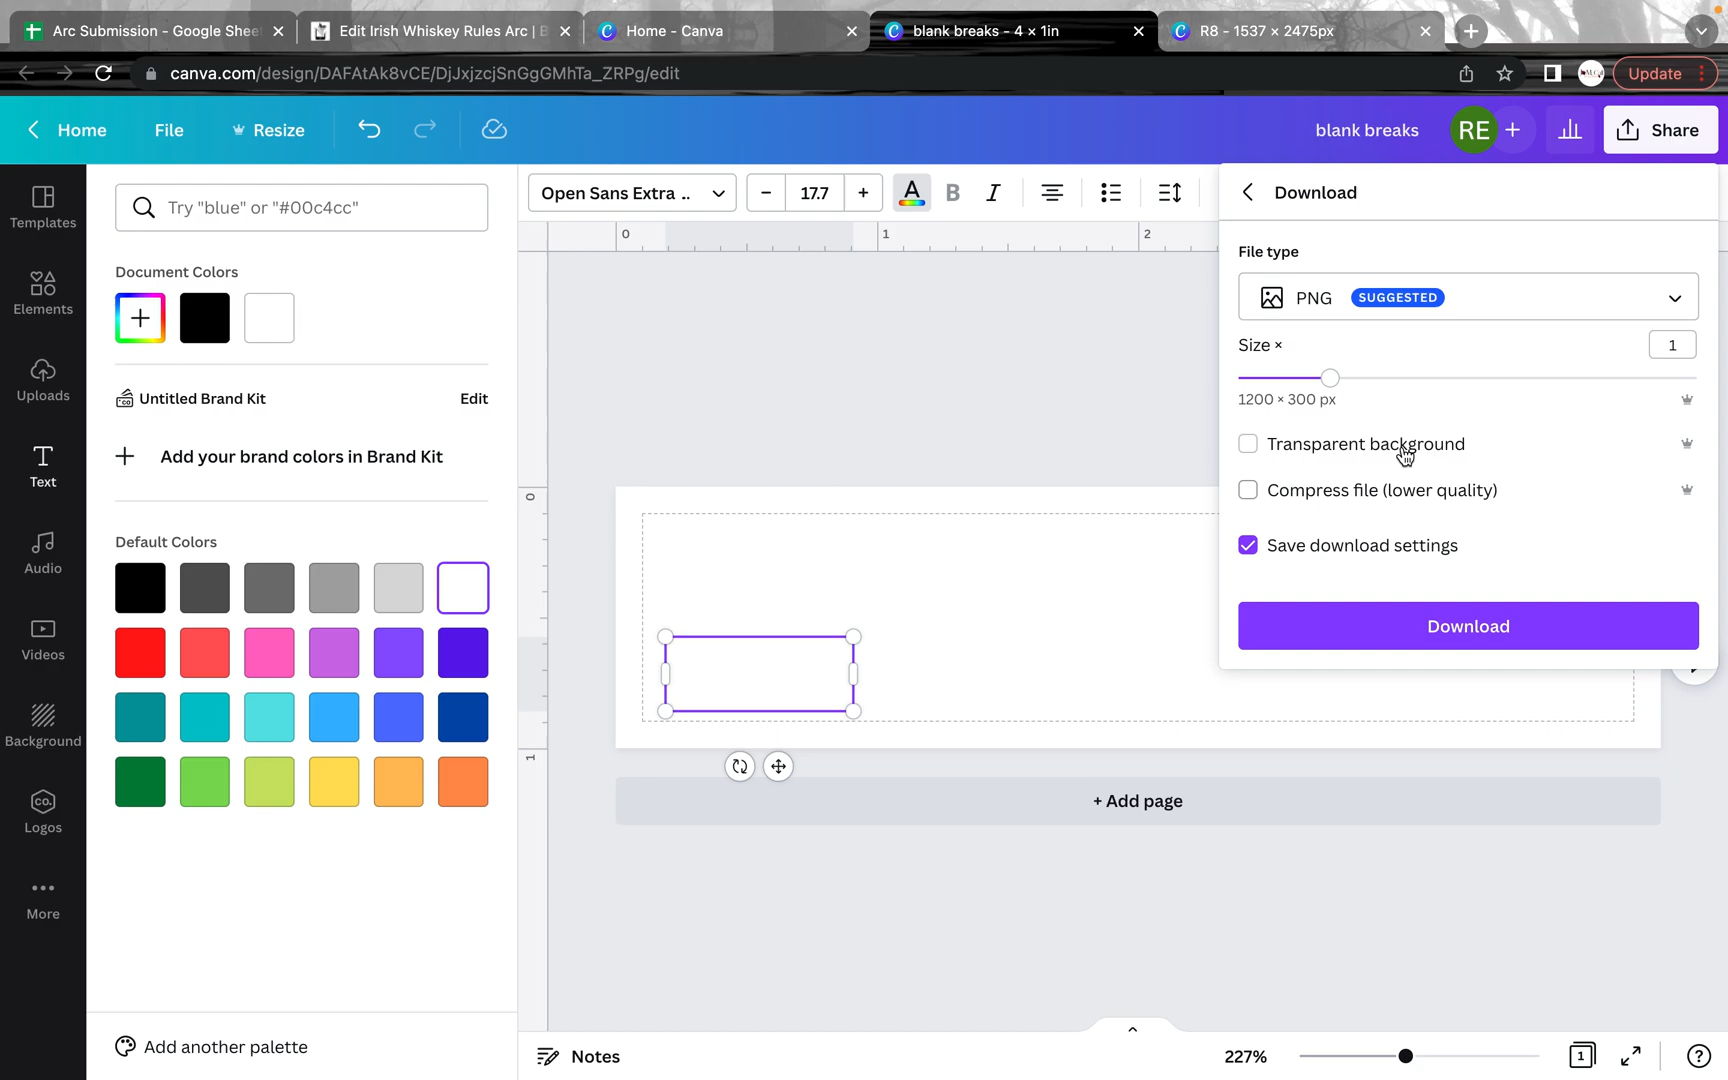 Arc Submission - Google Shee
Edit Irish Whiskey Rules Arc | B
Home - Canva
blank breaks - 4 × 1in
R8 - 1537 × 2475px
canva.com/design/DAFAtAk8vCE/DjJxjzcjSnGgGMhTa_ZRPg/edit
Update
Home
File
Resize
blank breaks
RE
Share
Templates
Elements
Uploads
Text
Audio
Videos
Background
CO.
Logos
More
Try "blue" or "#00c4cc"
Document Colors
Untitled Brand Kit
Edit
Add your brand colors in Brand Kit
Default Colors
Add another palette
Open Sans Extra ..
17.7
A
B
I
0
1
2
0
1
Download
File type
PNG
SUGGESTED
Size ×
1
1200 × 300 px
Transparent background
Compress file (lower quality)
Save download settings
Download
+ Add page
Notes
227%
1